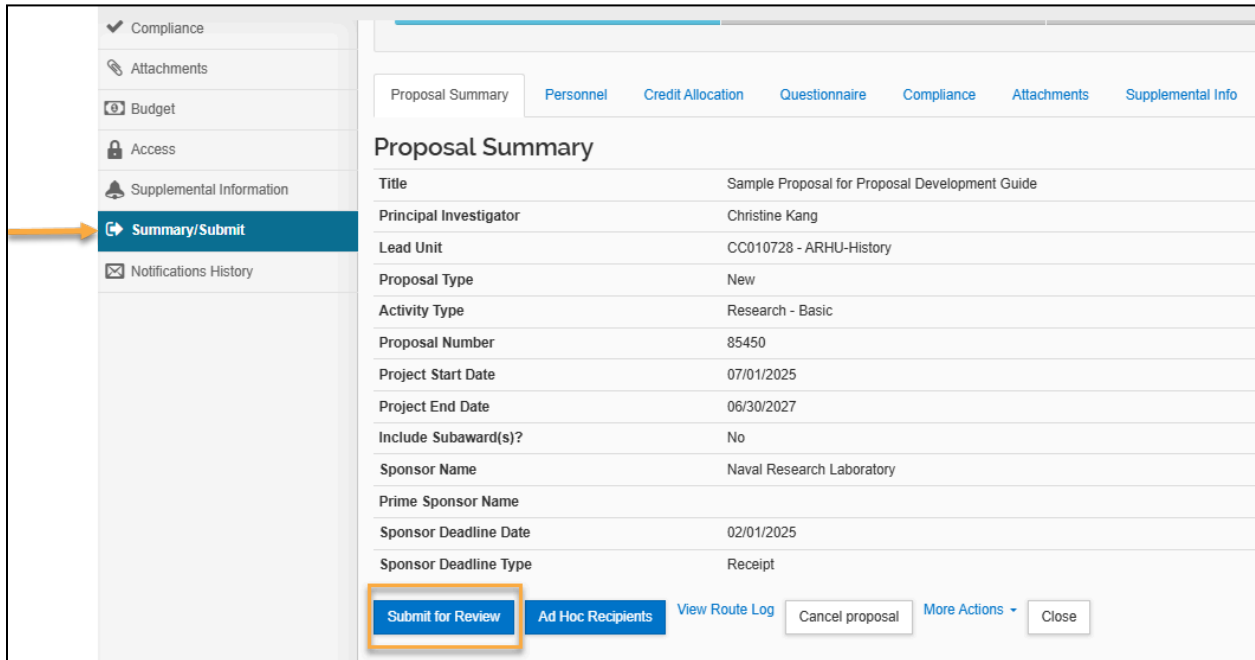 Compliance
Attachments
Budget
Access
Supplemental Information
Summary/Submit
Notifications History
Proposal Summary Personnel Credit Allocation Questionnaire Compliance Attachments Supplemental Info
Proposal Summary
Title Sample Proposal for Proposal Development Guide
Principal Investigator Christine Kang
Lead Unit CC010728 - ARHU-History
Proposal Type New
Activity Type Research - Basic
Proposal Number 85450
Project Start Date 07/01/2025
Project End Date 06/30/2027
Include Subaward(s)? No
Sponsor Name Naval Research Laboratory
Prime Sponsor Name
Sponsor Deadline Date 02/01/2025
Sponsor Deadline Type Receipt
Submit for Review Ad Hoc Recipients View Route Log Cancel proposal More Actions Close